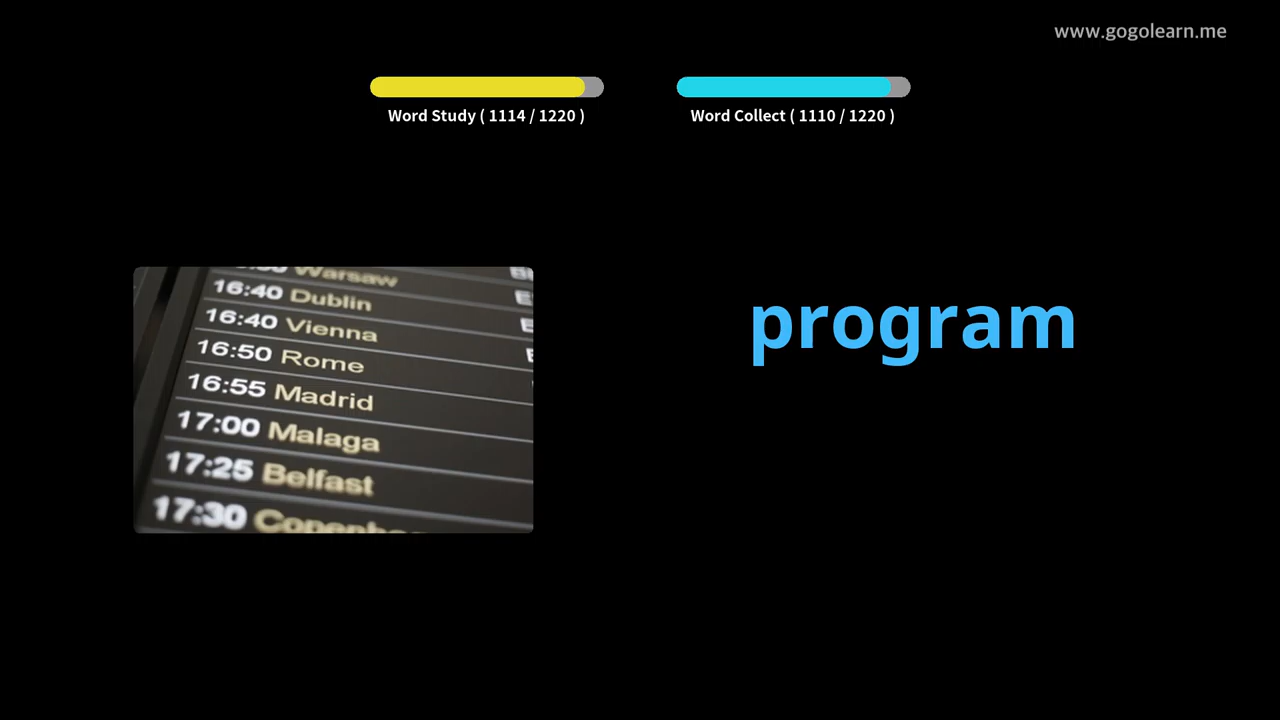 www.gogolearn.me
Word Study ( 1114 / 1220 )
Word Collect ( 1110 / 1220 )
Warsaw
16:40 Dublin
16:40 Vienna
16:50 Rome
16:55 Madrid
17:00 Malaga
17:25 Belfast
17:30
program